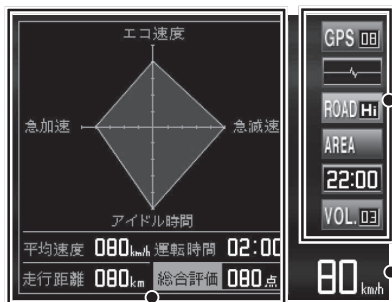 エコ速度
急加速
急減速
アイドル時間
平均速度 080km/h 運転時間 02:00
走行距離 080km 総合評価 080点
GPS 08
ROAD Hi
AREA
22:00
VOL. 03
80 km/h